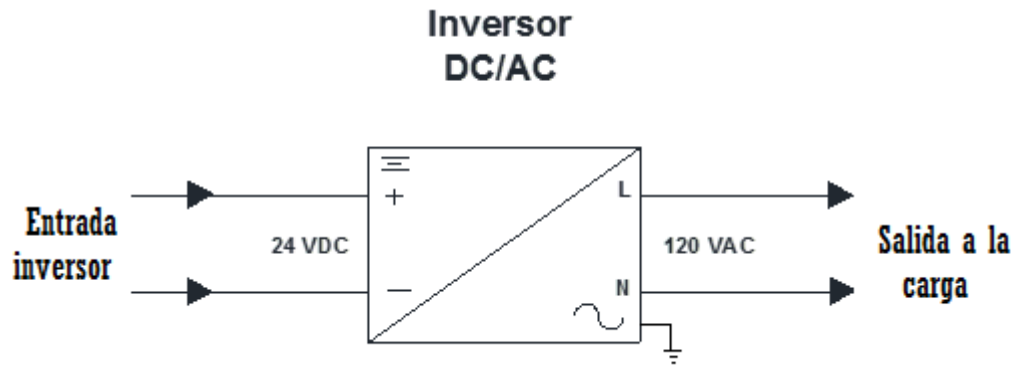 Inversor
DC/AC
+
L
Entrada
inversor
24 VDC
120 VAC
Salida a la
carga
−
N